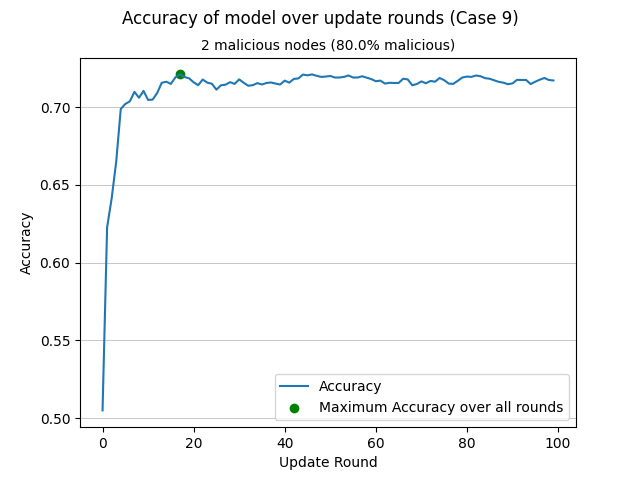 Accuracy of model over update rounds (Case 9)
2 malicious nodes (80.0% malicious)
Accuracy
0.70
0.65
0.60
0.55
0.50
Accuracy
Maximum Accuracy over all rounds
0 20 40 60 80 100
Update Round